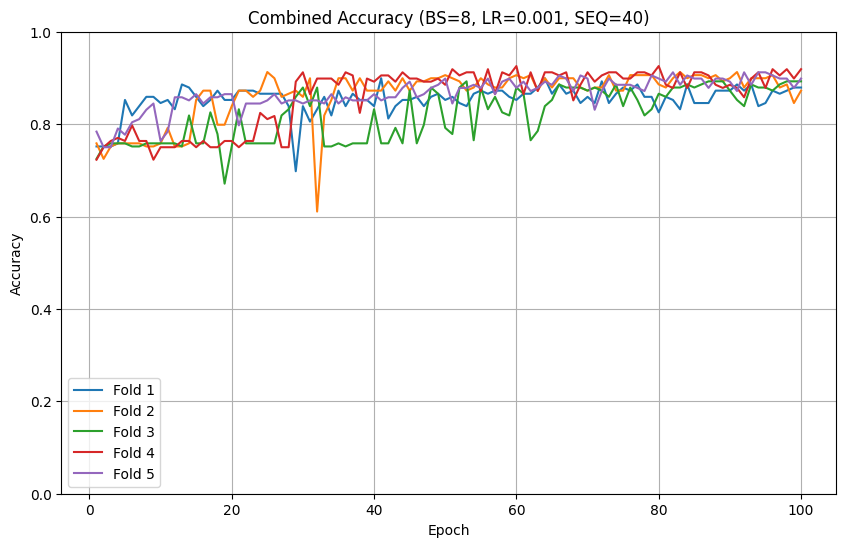 Combined Accuracy (BS=8, LR=0.001, SEQ=40)
1.0
0.8
0.6
0.4
0.2
0.0
Accuracy
Fold 1
Fold 2
Fold 3
Fold 4
Fold 5
0 20 40 60 80 100
Epoch